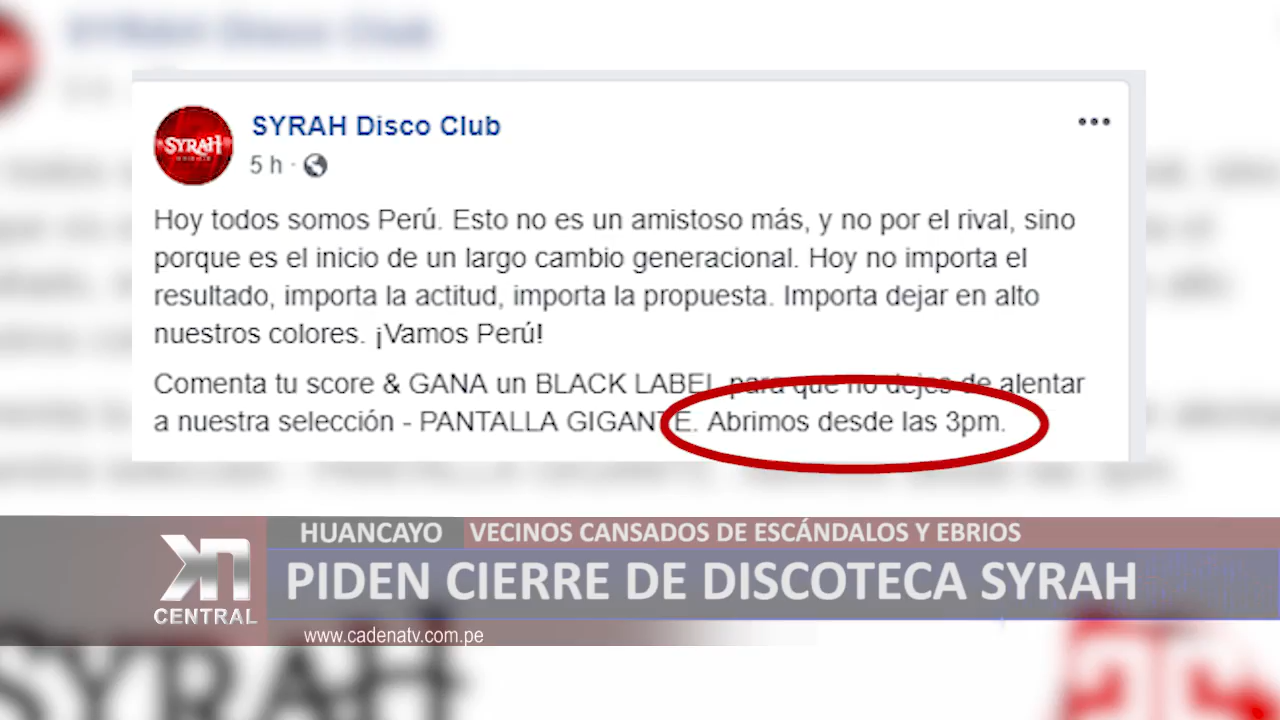 SYRAH Disco Club
SYRAH
5 h ·
Hoy todos somos Perú. Esto no es un amistoso más, y no por el rival, sino
porque es el inicio de un largo cambio generacional. Hoy no importa el
resultado, importa la actitud, importa la propuesta. Importa dejar en alto
nuestros colores. ¡Vamos Perú!
Comenta tu score & GANA un BLACK LABEL para que no dejes de alentar
a nuestra selección - PANTALLA GIGANTE. Abrimos desde las 3pm.
HUANCAYO VECINOS CANSADOS DE ESCÁNDALOS Y EBRIOS
PIDEN CIERRE DE DISCOTECA SYRAH
KN
CENTRAL
www.cadenatv.com.pe
SYRAH